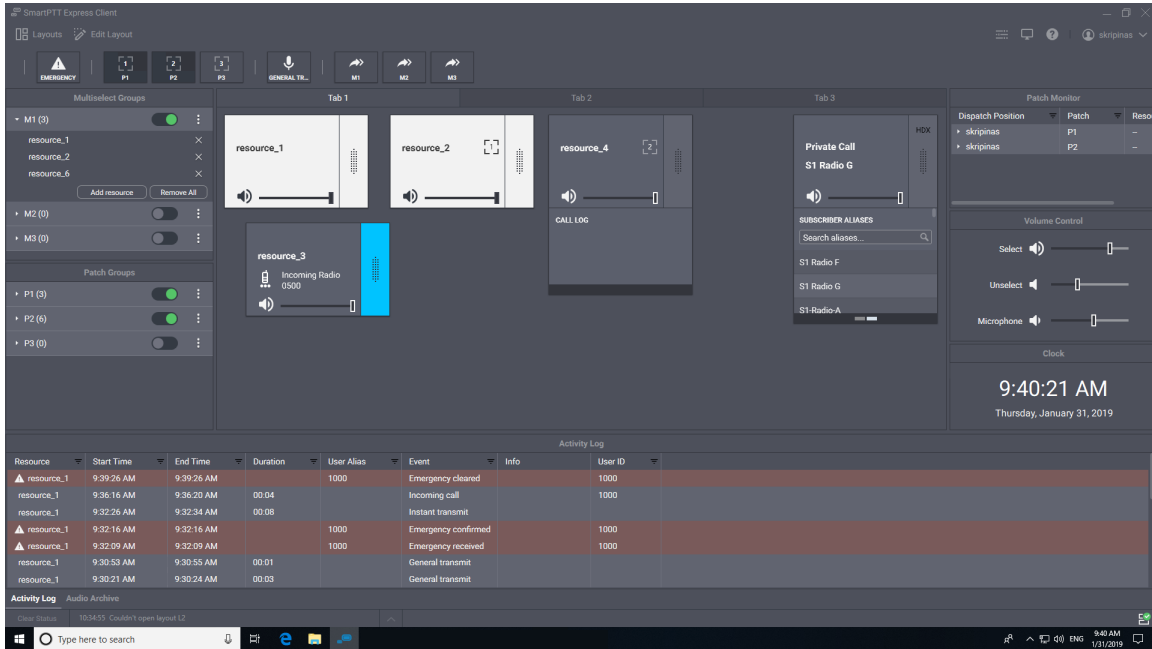 SmartPTT Express Client
Layouts Edit Layout skripinas
EMERGENCY 1 P1 2 P2 3 P3 GENERAL TR... M1 M2 M3
Multiselect Groups
M1 (3)
resource_1
resource_2
resource_6
Add resource Remove All
M2 (0)
M3 (0)
Patch Groups
P1 (3)
P2 (6)
P3 (0)
Tab 1 Tab 2 Tab 3
resource_1
resource_2 1
resource_4 2
CALL LOG
HDX
Private Call
S1 Radio G
SUBSCRIBER ALIASES
Search aliases...
S1 Radio F
S1 Radio G
S1-Radio-A
resource_3
Incoming Radio
0500
Patch Monitor
Dispatch Position Patch Reso
skripinas P1 –
skripinas P2 –
Volume Control
Select
Unselect
Microphone
Clock
9:40:21 AM
Thursday, January 31, 2019
Activity Log
Resource Start Time End Time Duration User Alias Event Info User ID
resource_1 9:39:26 AM 9:39:26 AM 1000 Emergency cleared 1000
resource_1 9:36:16 AM 9:36:20 AM 00:04 Incoming call 1000
resource_1 9:32:26 AM 9:32:34 AM 00:08 Instant transmit
resource_1 9:32:16 AM 9:32:16 AM 1000 Emergency confirmed 1000
resource_1 9:32:09 AM 9:32:09 AM 1000 Emergency received 1000
resource_1 9:30:53 AM 9:30:55 AM 00:01 General transmit
resource_1 9:30:21 AM 9:30:24 AM 00:03 General transmit
Activity Log Audio Archive
Clear Status 10:34:55 Couldn't open layout L2
Type here to search ENG 9:40 AM
1/31/2019